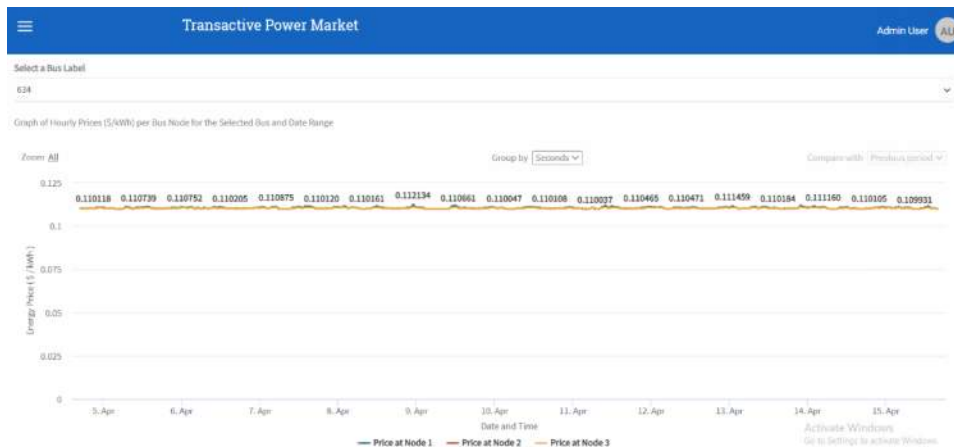 Transactive Power Market
Admin User AU
Select a Bus Label
634
Graph of Hourly Prices ($/kWh) per Bus Node for the Selected Bus and Date Range
Zoom All Group by Seconds Compare with Previous period
0.125
0.110118 0.110739 0.110752 0.110205 0.110875 0.110120 0.110161 0.112134 0.110661 0.110047 0.110108 0.110037 0.110465 0.110471 0.111459 0.110184 0.111160 0.110105 0.109931
0.1
0.075
0.05
0.025
0
Energy Price ($ / kWh)
5. Apr 6. Apr 7. Apr 8. Apr 9. Apr 10. Apr 11. Apr 12. Apr 13. Apr 14. Apr 15. Apr
Date and Time
Price at Node 1 Price at Node 2 Price at Node 3
Activate Windows
Go to Settings to activate Windows.